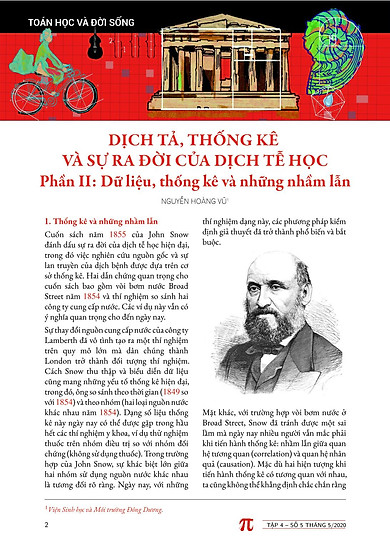 TOÁN HỌC VÀ ĐỜI SỐNG
DỊCH TẢ, THỐNG KÊ
VÀ SỰ RA ĐỜI CỦA DỊCH TỄ HỌC
Phần II: Dữ liệu, thống kê và những nhầm lẫn
NGUYỄN HOÀNG VŨ¹
1. Thống kê và những nhầm lẫn
Cuốn sách năm 1855 của John Snow
đánh dấu sự ra đời của dịch tễ học hiện đại,
trong đó việc nghiên cứu nguồn gốc và sự
lan truyền của dịch bệnh được dựa trên cơ
sở thống kê. Hai dẫn chứng quan trọng cho
cuốn sách bao gồm vòi bơm nước Broad
Street năm 1854 và thí nghiệm so sánh hai
công ty cung cấp nước. Các ví dụ này vẫn có
ý nghĩa quan trọng cho đến ngày nay.
Sự thay đổi nguồn cung cấp nước của công ty
Lamberth đã vô tình tạo ra một thí nghiệm
trên quy mô lớn mà dân chúng thành
London trở thành đối tượng thí nghiệm.
Cách Snow thu thập và biểu diễn dữ liệu
cũng mang những yếu tố thống kê hiện đại,
trong đó, ông so sánh theo thời gian (1849 so
với 1854) và theo nhóm (hai loại nguồn nước
khác nhau năm 1854). Dạng số liệu thống
kê này ngày nay có thể được gặp trong hầu
hết các thí nghiệm y khoa, ví dụ thử nghiệm
thuốc trên nhóm điều trị so với nhóm đối
chứng (không sử dụng thuốc). Trong trường
hợp của John Snow, sự khác biệt lớn giữa
hai nhóm sử dụng nguồn nước khác nhau
là tương đối rõ ràng. Ngày nay, với những
thí nghiệm dạng này, các phương pháp kiểm
định giả thuyết đã trở thành phổ biến và bắt
buộc.
Mặt khác, với trường hợp vòi bơm nước ở
Broad Street, Snow đã tránh được một sai
lầm mà ngày nay nhiều người vẫn mắc phải
khi tiến hành thống kê: nhầm lẫn giữa quan
hệ tương quan (correlation) và quan hệ nhân
quả (causation). Mặc dù hai hiện tượng khi
tiến hành thống kê có tương quan với nhau,
ta cũng không thể khẳng định chắc chắn rằng
¹Viện Sinh học và Môi trường Đông Dương.
2
π
TẬP 4 – SỐ 5 THÁNG 5/2020